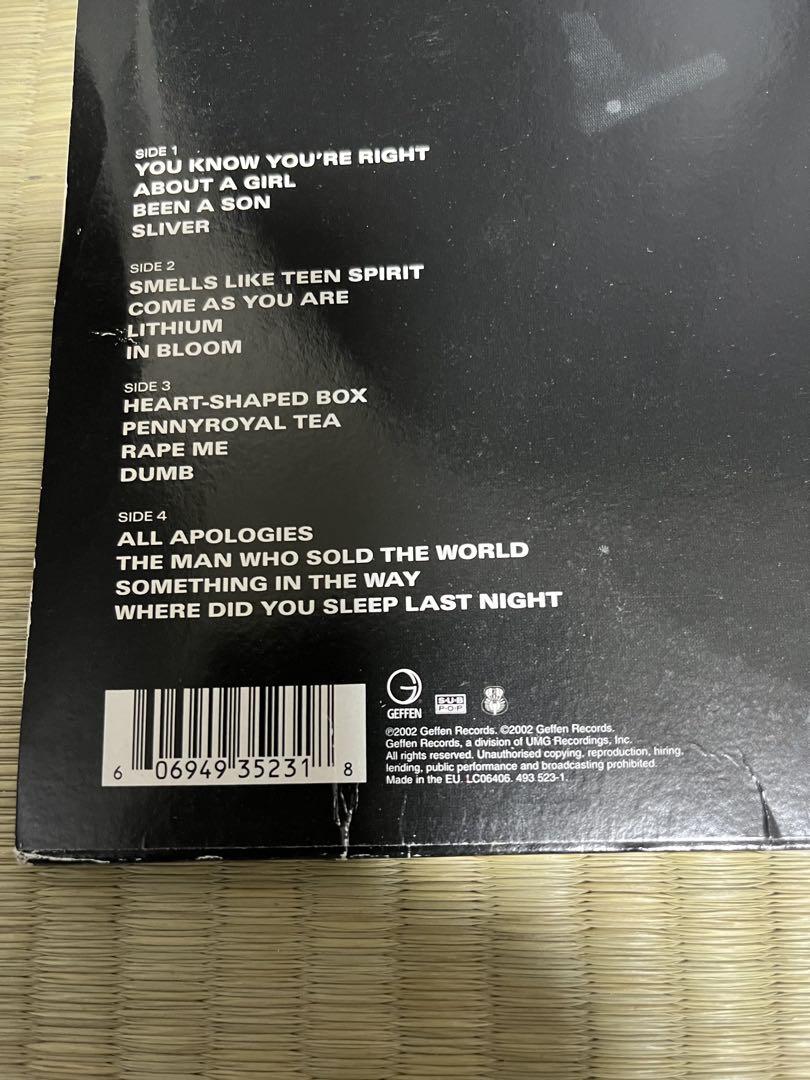 SIDE 1
YOU KNOW YOU'RE RIGHT
ABOUT A GIRL
BEEN A SON
SLIVER
SIDE 2
SMELLS LIKE TEEN SPIRIT
COME AS YOU ARE
LITHIUM
IN BLOOM
SIDE 3
HEART-SHAPED BOX
PENNYROYAL TEA
RAPE ME
DUMB
SIDE 4
ALL APOLOGIES
THE MAN WHO SOLD THE WORLD
SOMETHING IN THE WAY
WHERE DID YOU SLEEP LAST NIGHT
6 06949 35231 8
G
GEFFEN
SUB
POP
℗2002 Geffen Records. ©2002 Geffen Records.
Geffen Records, a division of UMG Recordings, Inc.
All rights reserved. Unauthorised copying, reproduction, hiring,
lending, public performance and broadcasting prohibited.
Made in the EU. LC06406. 493 523-1.